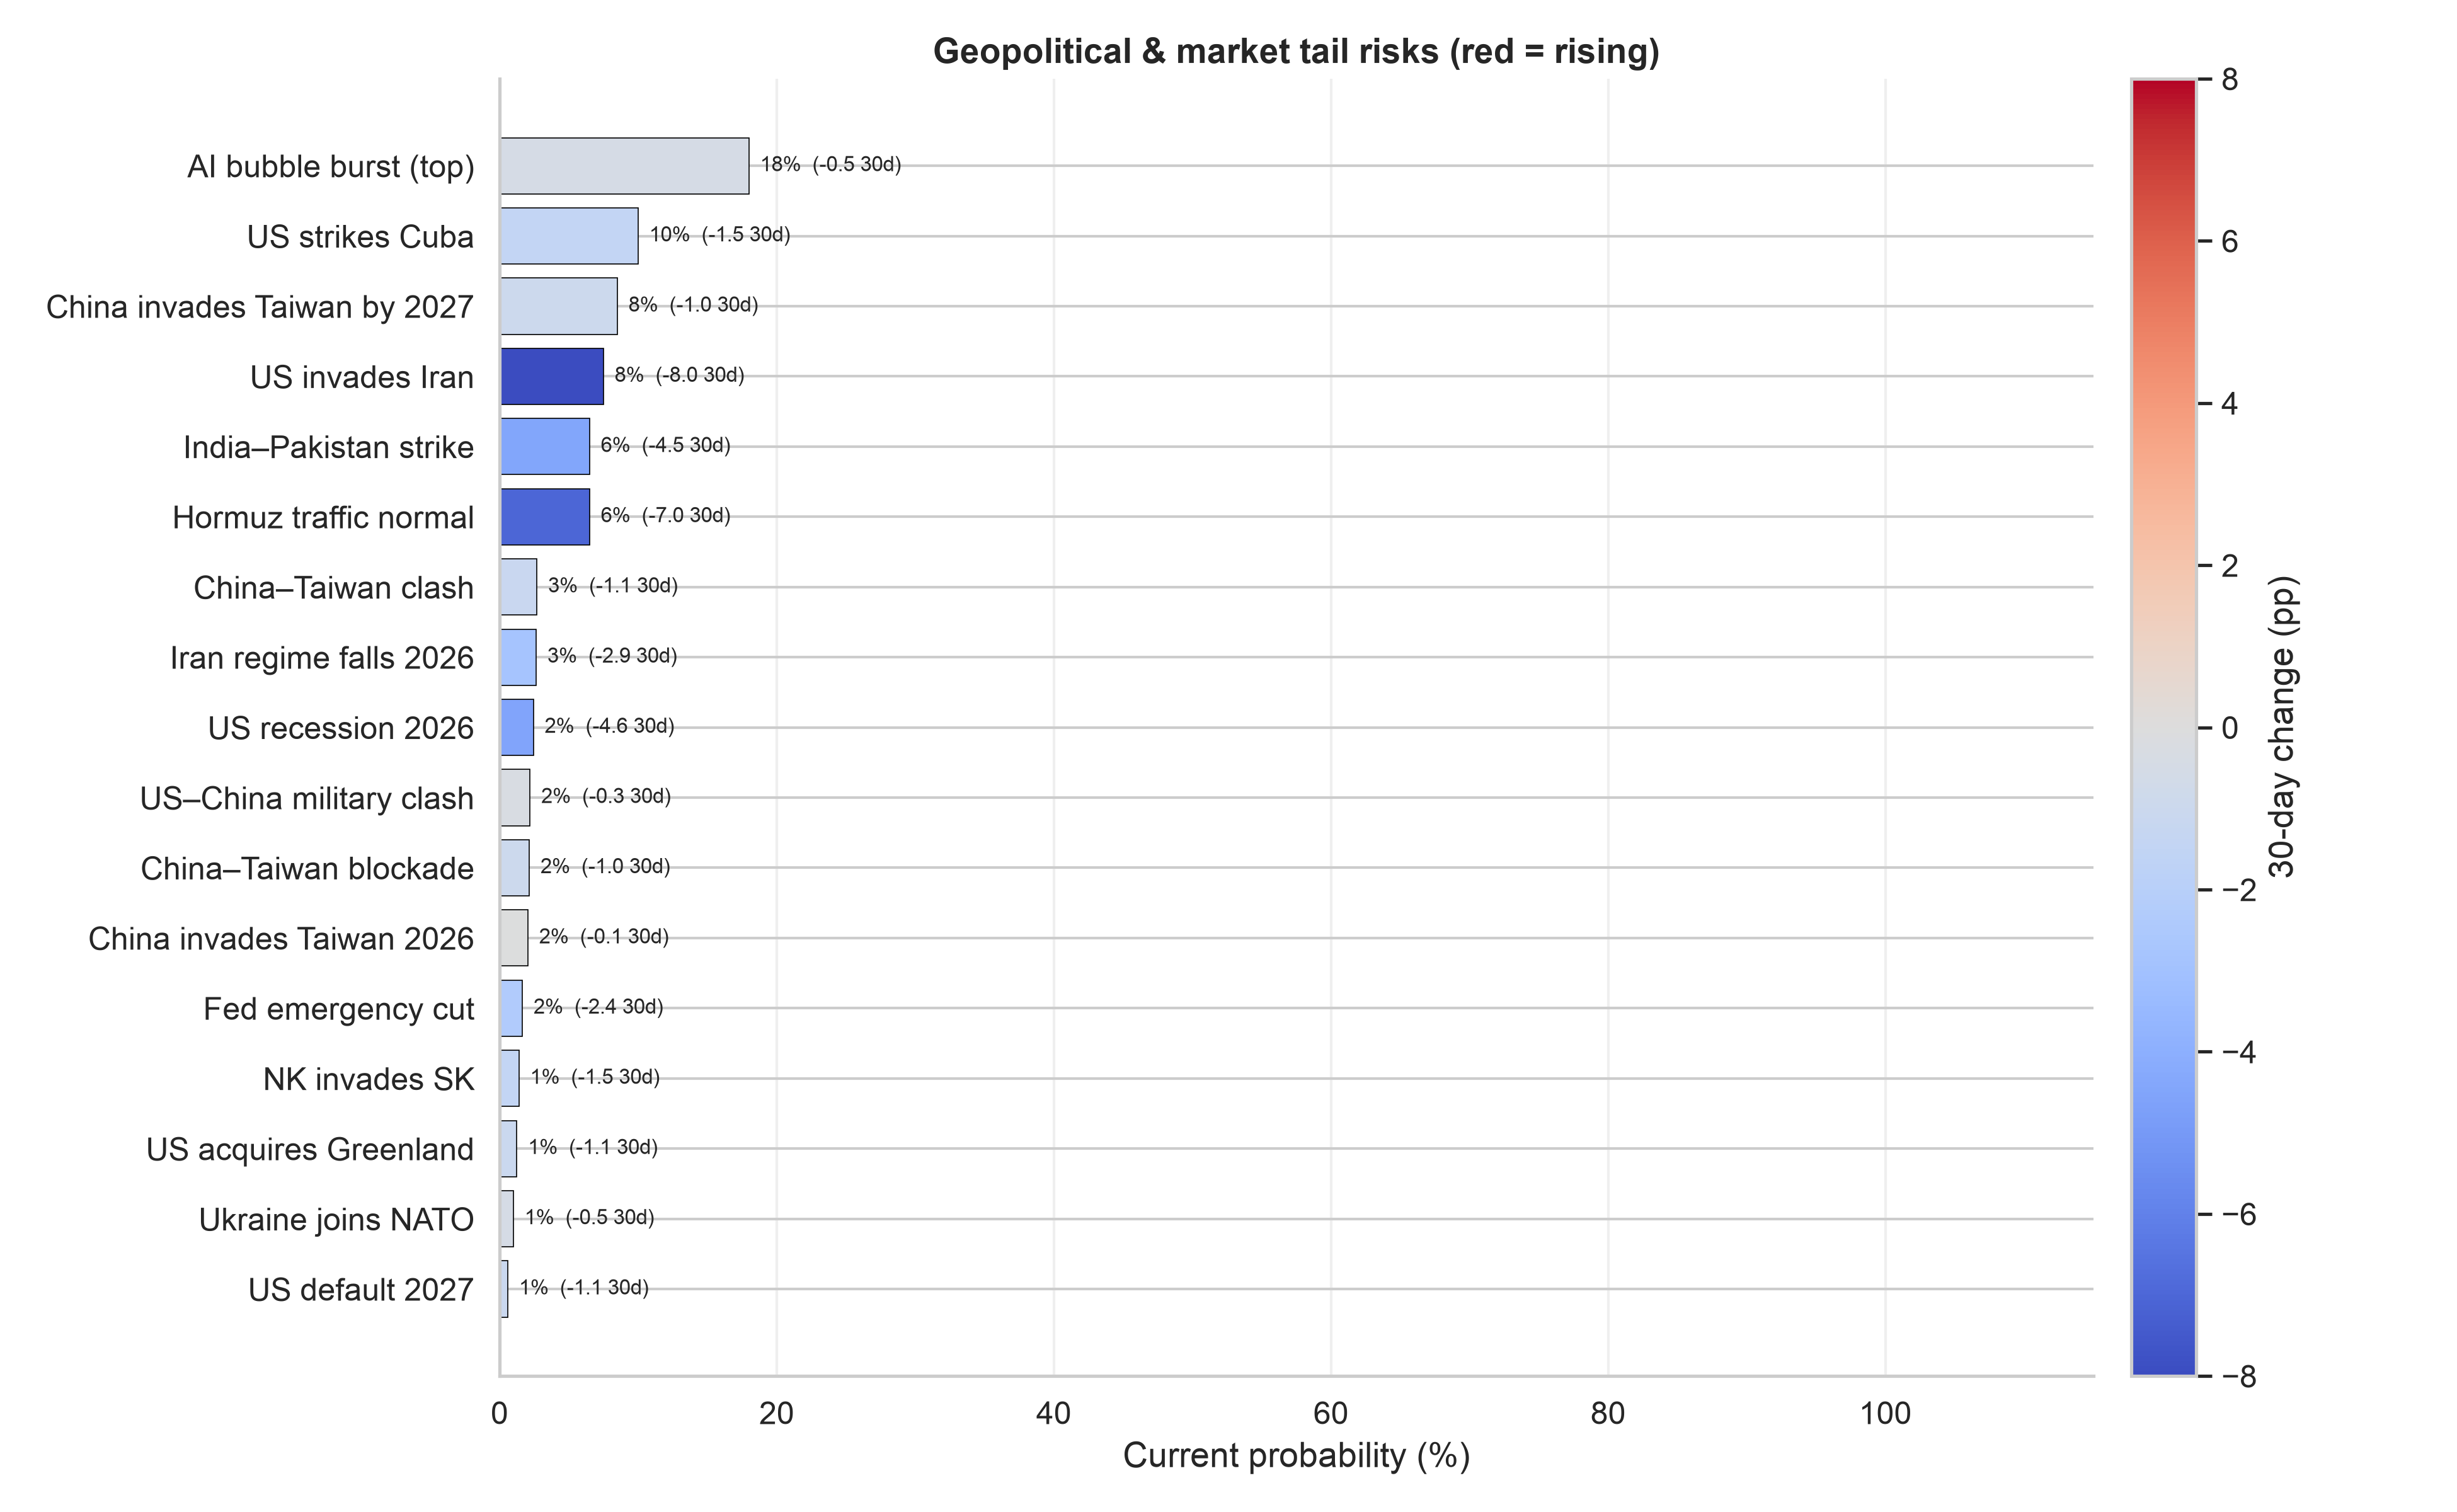 Geopolitical & market tail risks (red = rising)
AI bubble burst (top) 18% (-0.5 30d)
US strikes Cuba 10% (-1.5 30d)
China invades Taiwan by 2027 8% (-1.0 30d)
US invades Iran 8% (-8.0 30d)
India–Pakistan strike 6% (-4.5 30d)
Hormuz traffic normal 6% (-7.0 30d)
China–Taiwan clash 3% (-1.1 30d)
Iran regime falls 2026 3% (-2.9 30d)
US recession 2026 2% (-4.6 30d)
US–China military clash 2% (-0.3 30d)
China–Taiwan blockade 2% (-1.0 30d)
China invades Taiwan 2026 2% (-0.1 30d)
Fed emergency cut 2% (-2.4 30d)
NK invades SK 1% (-1.5 30d)
US acquires Greenland 1% (-1.1 30d)
Ukraine joins NATO 1% (-0.5 30d)
US default 2027 1% (-1.1 30d)
0 20 40 60 80 100
Current probability (%)
8
6
4
2
0
−2
−4
−6
−8
30-day change (pp)